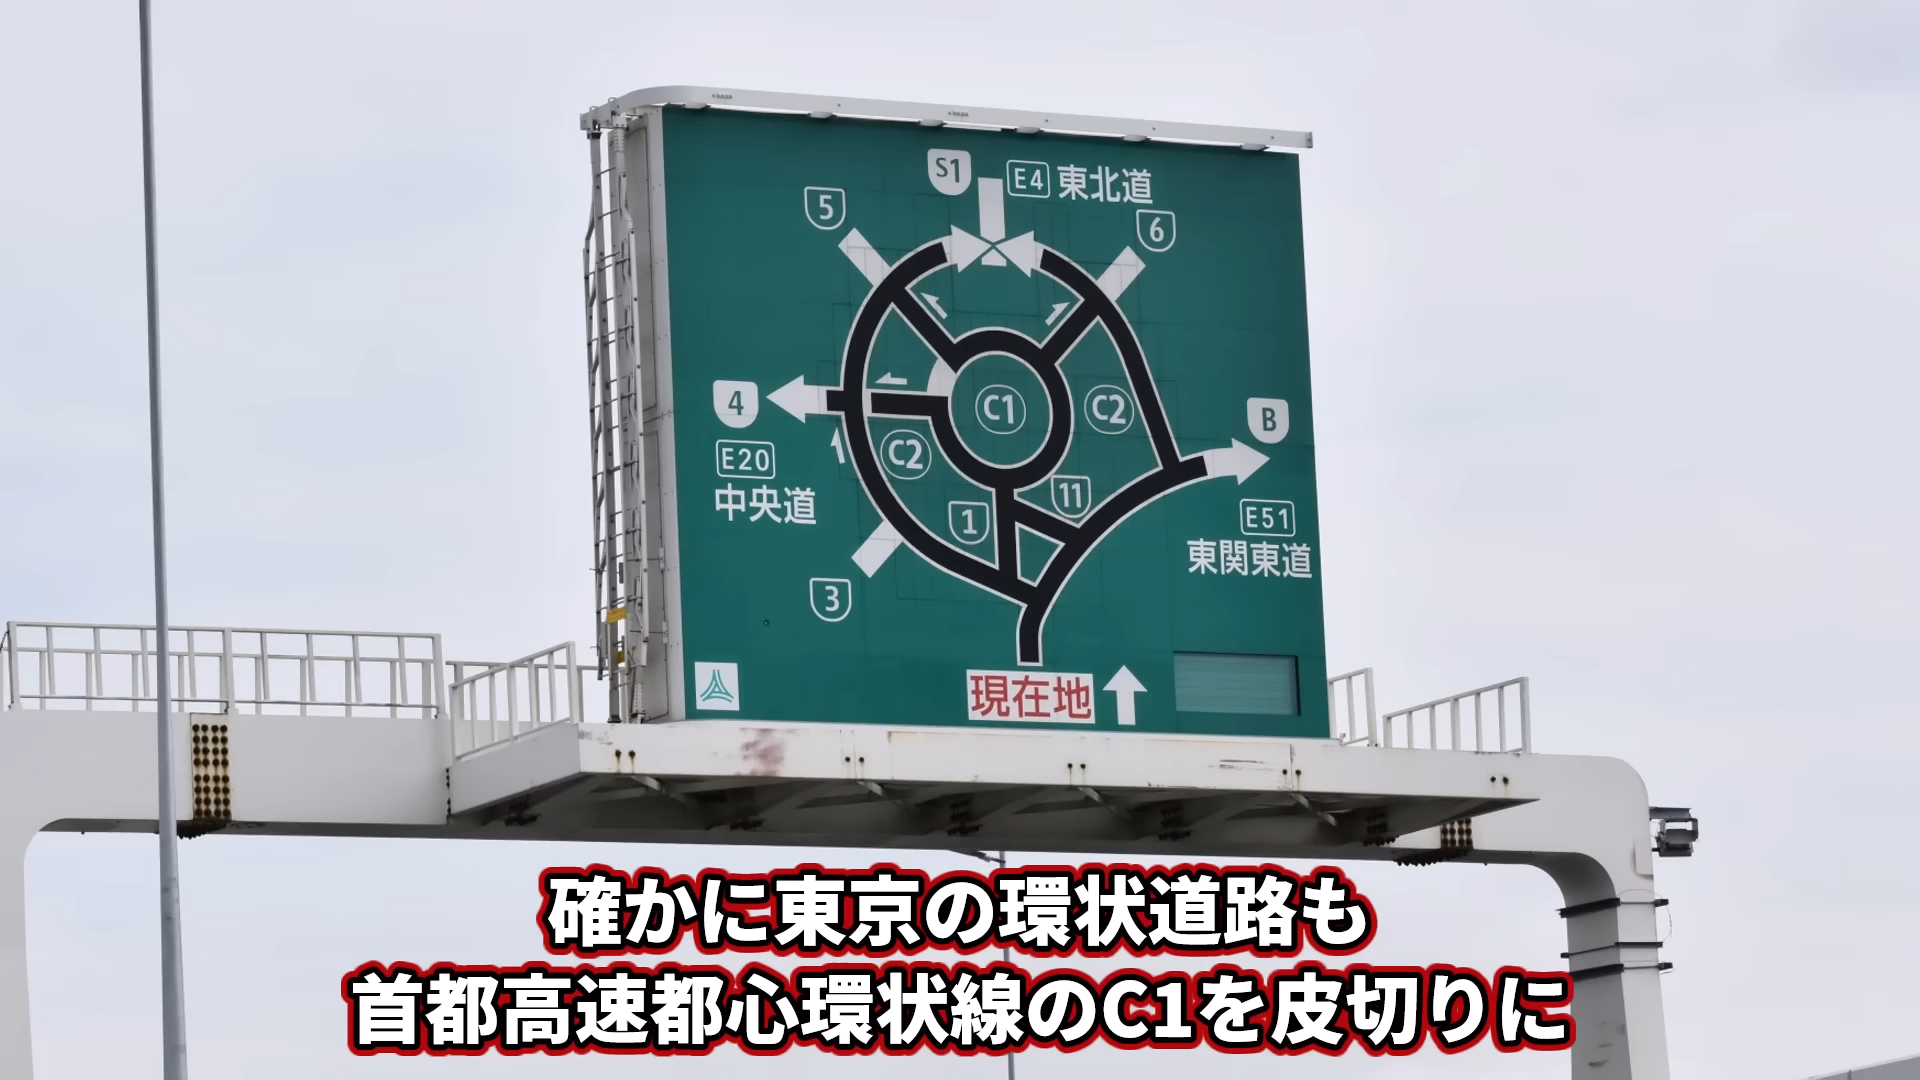 S1
E4 東北道
5
6
4
C1
C2
B
E20
C2
中央道
1
11
E51
東関東道
3
現在地
確かに東京の環状道路も
首都高速都心環状線のC1を皮切りに